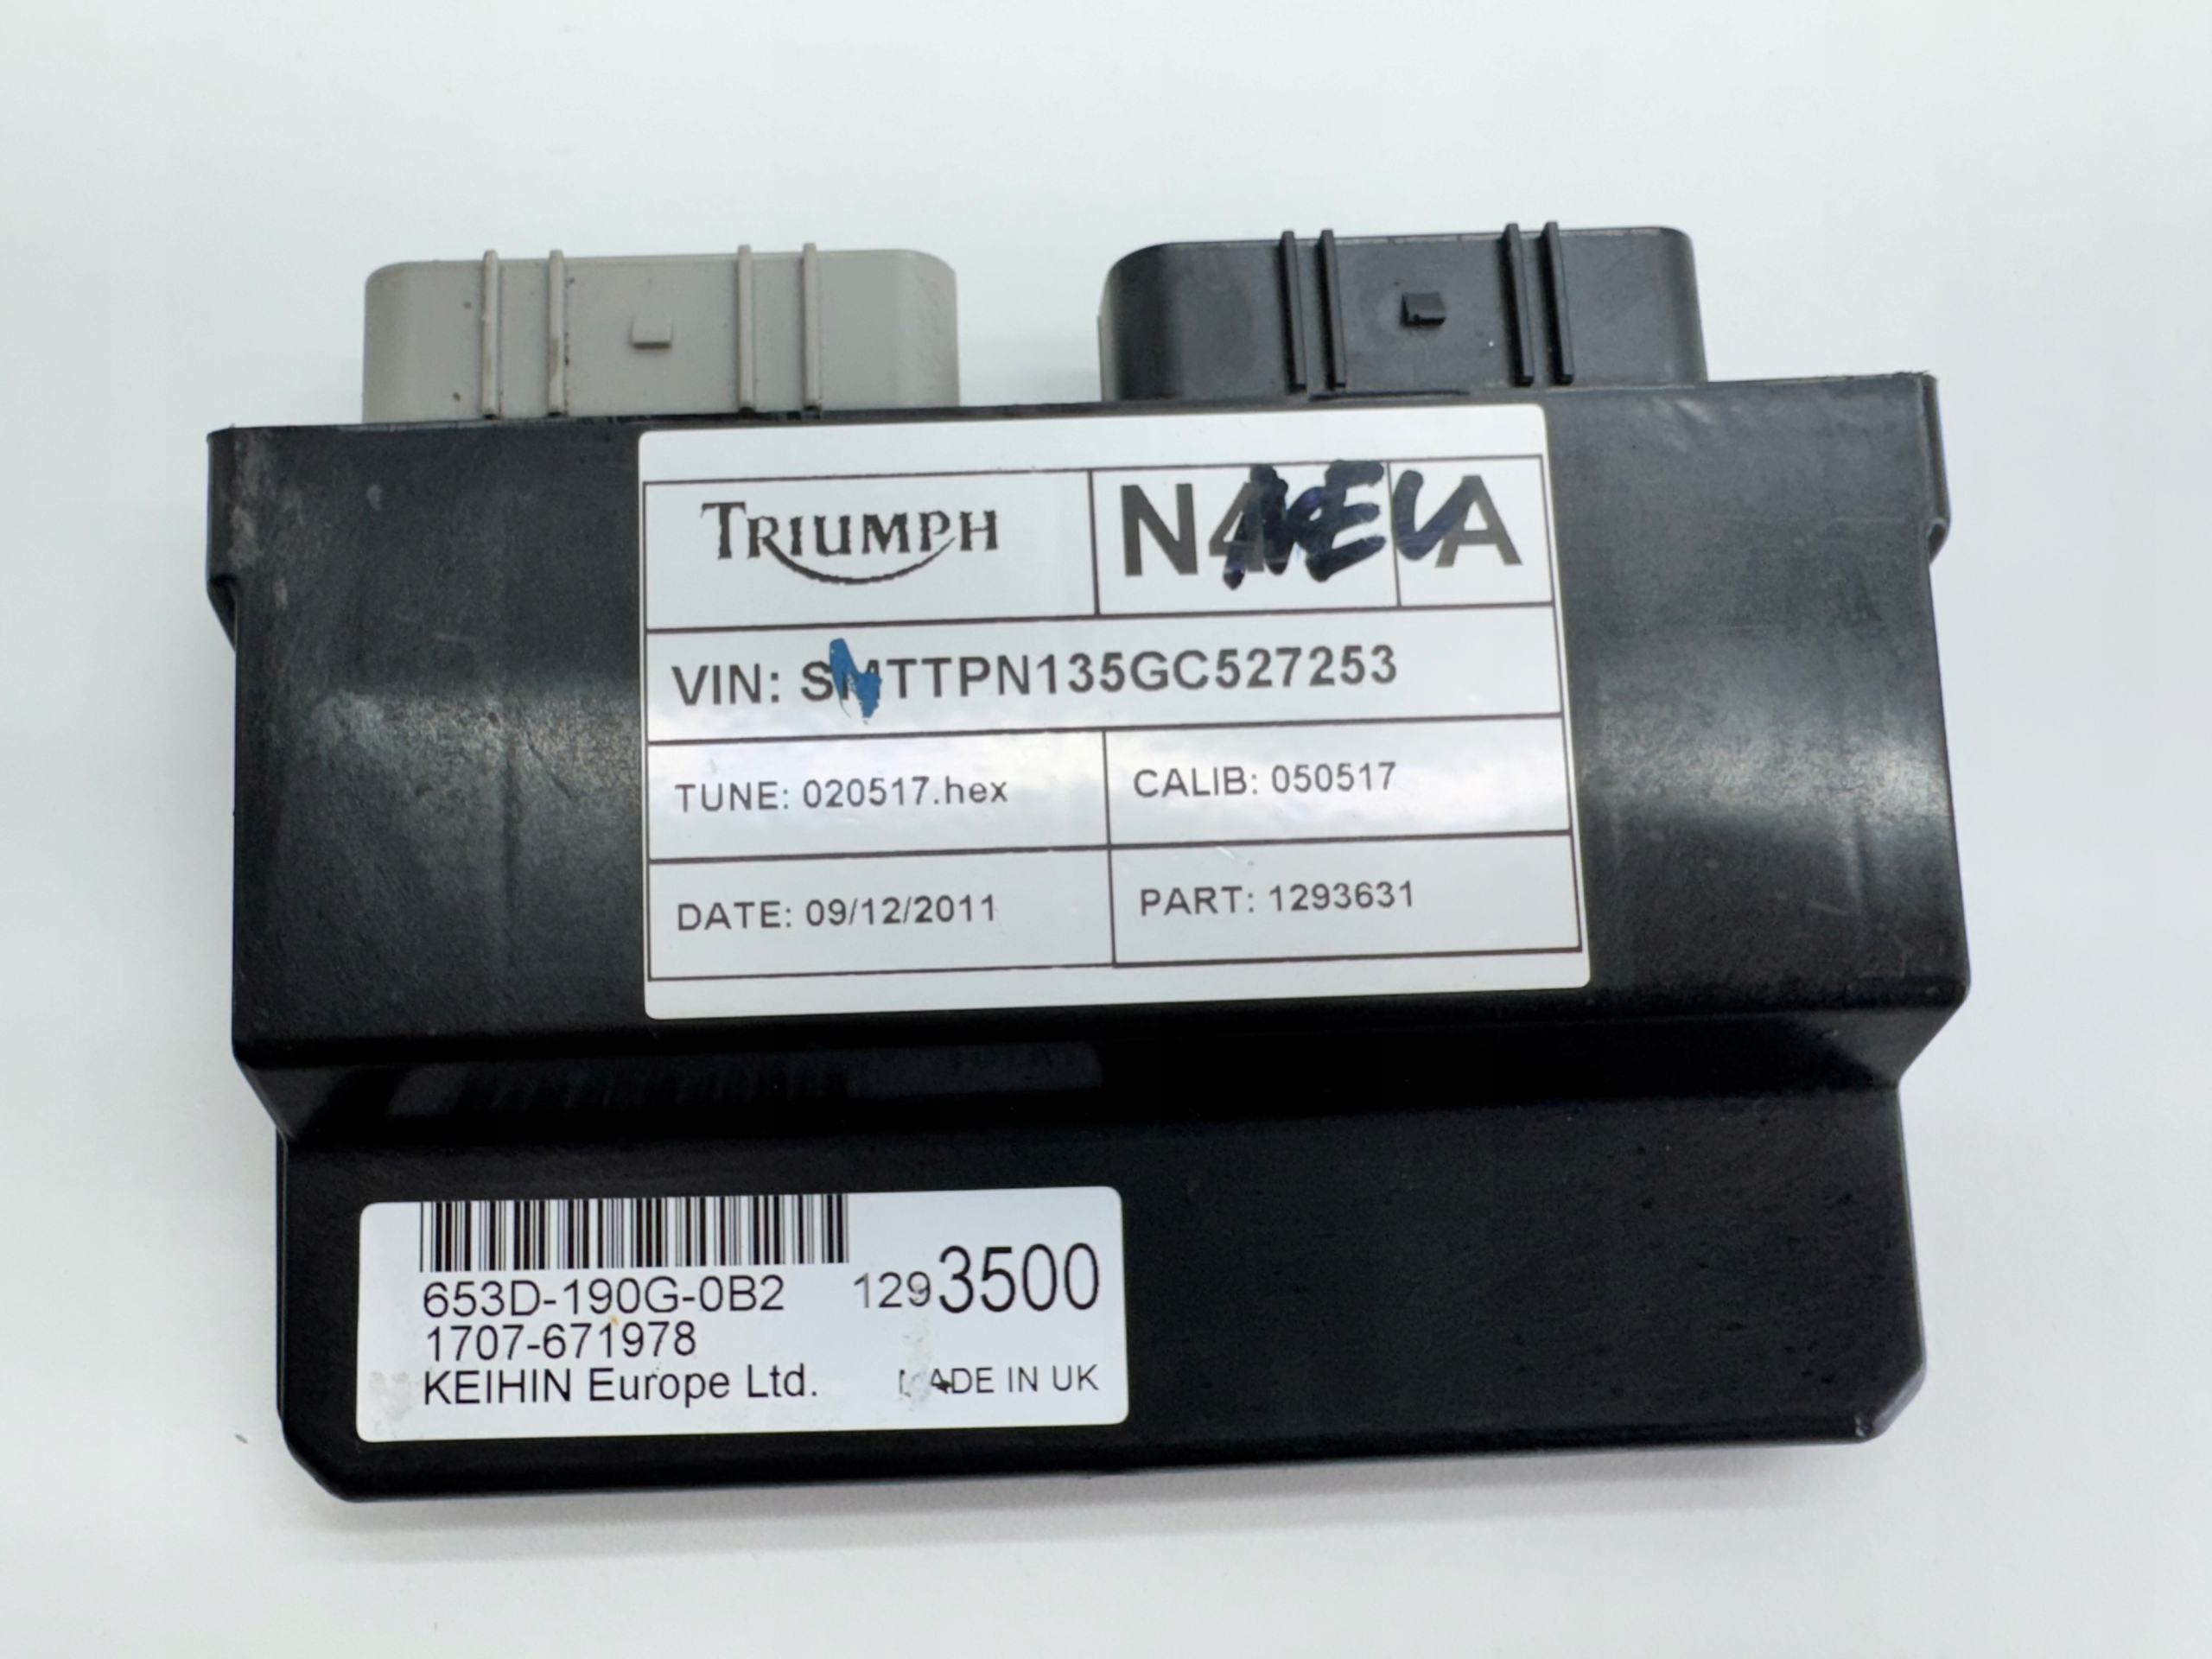 TRIUMPH
VIN: SMTTPN135GC527253
TUNE: 020517.hex
CALIB: 050517
DATE: 09/12/2011
PART: 1293631
653D-190G-0B2
1293500
1707-671978
KEIHIN Europe Ltd.
MADE IN UK